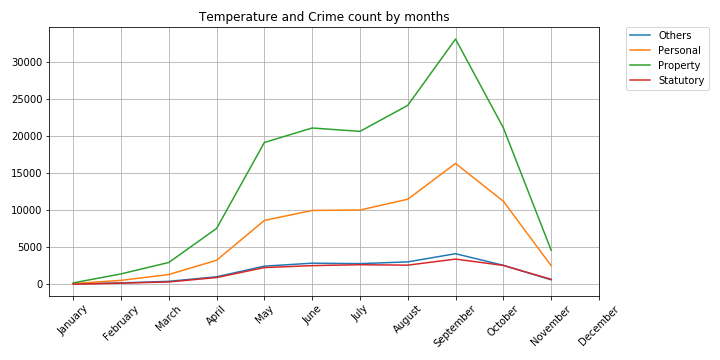 Temperature and Crime count by months
Others
Personal
Property
Statutory
30000
25000
20000
15000
10000
5000
0
January
February
March
April
May
June
July
August
September
October
November
December